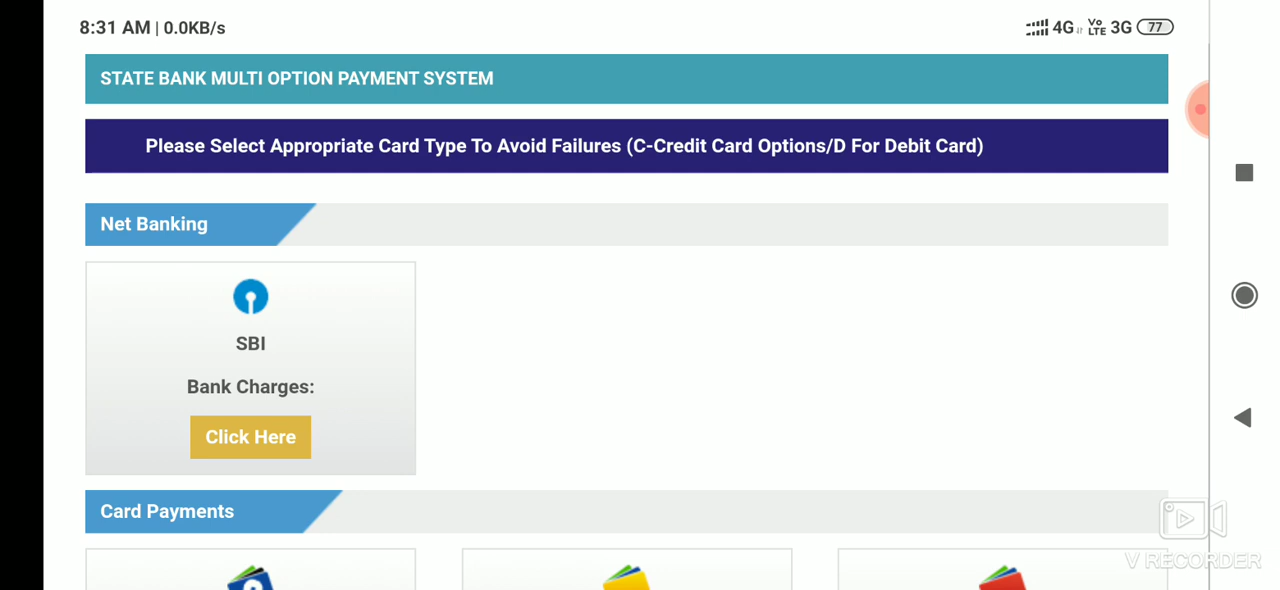 8:31 AM | 0.0KB/s
4G Vo LTE 3G 77
STATE BANK MULTI OPTION PAYMENT SYSTEM
Please Select Appropriate Card Type To Avoid Failures (C-Credit Card Options/D For Debit Card)
Net Banking
SBI
Bank Charges:
Click Here
Card Payments
V RECORDER